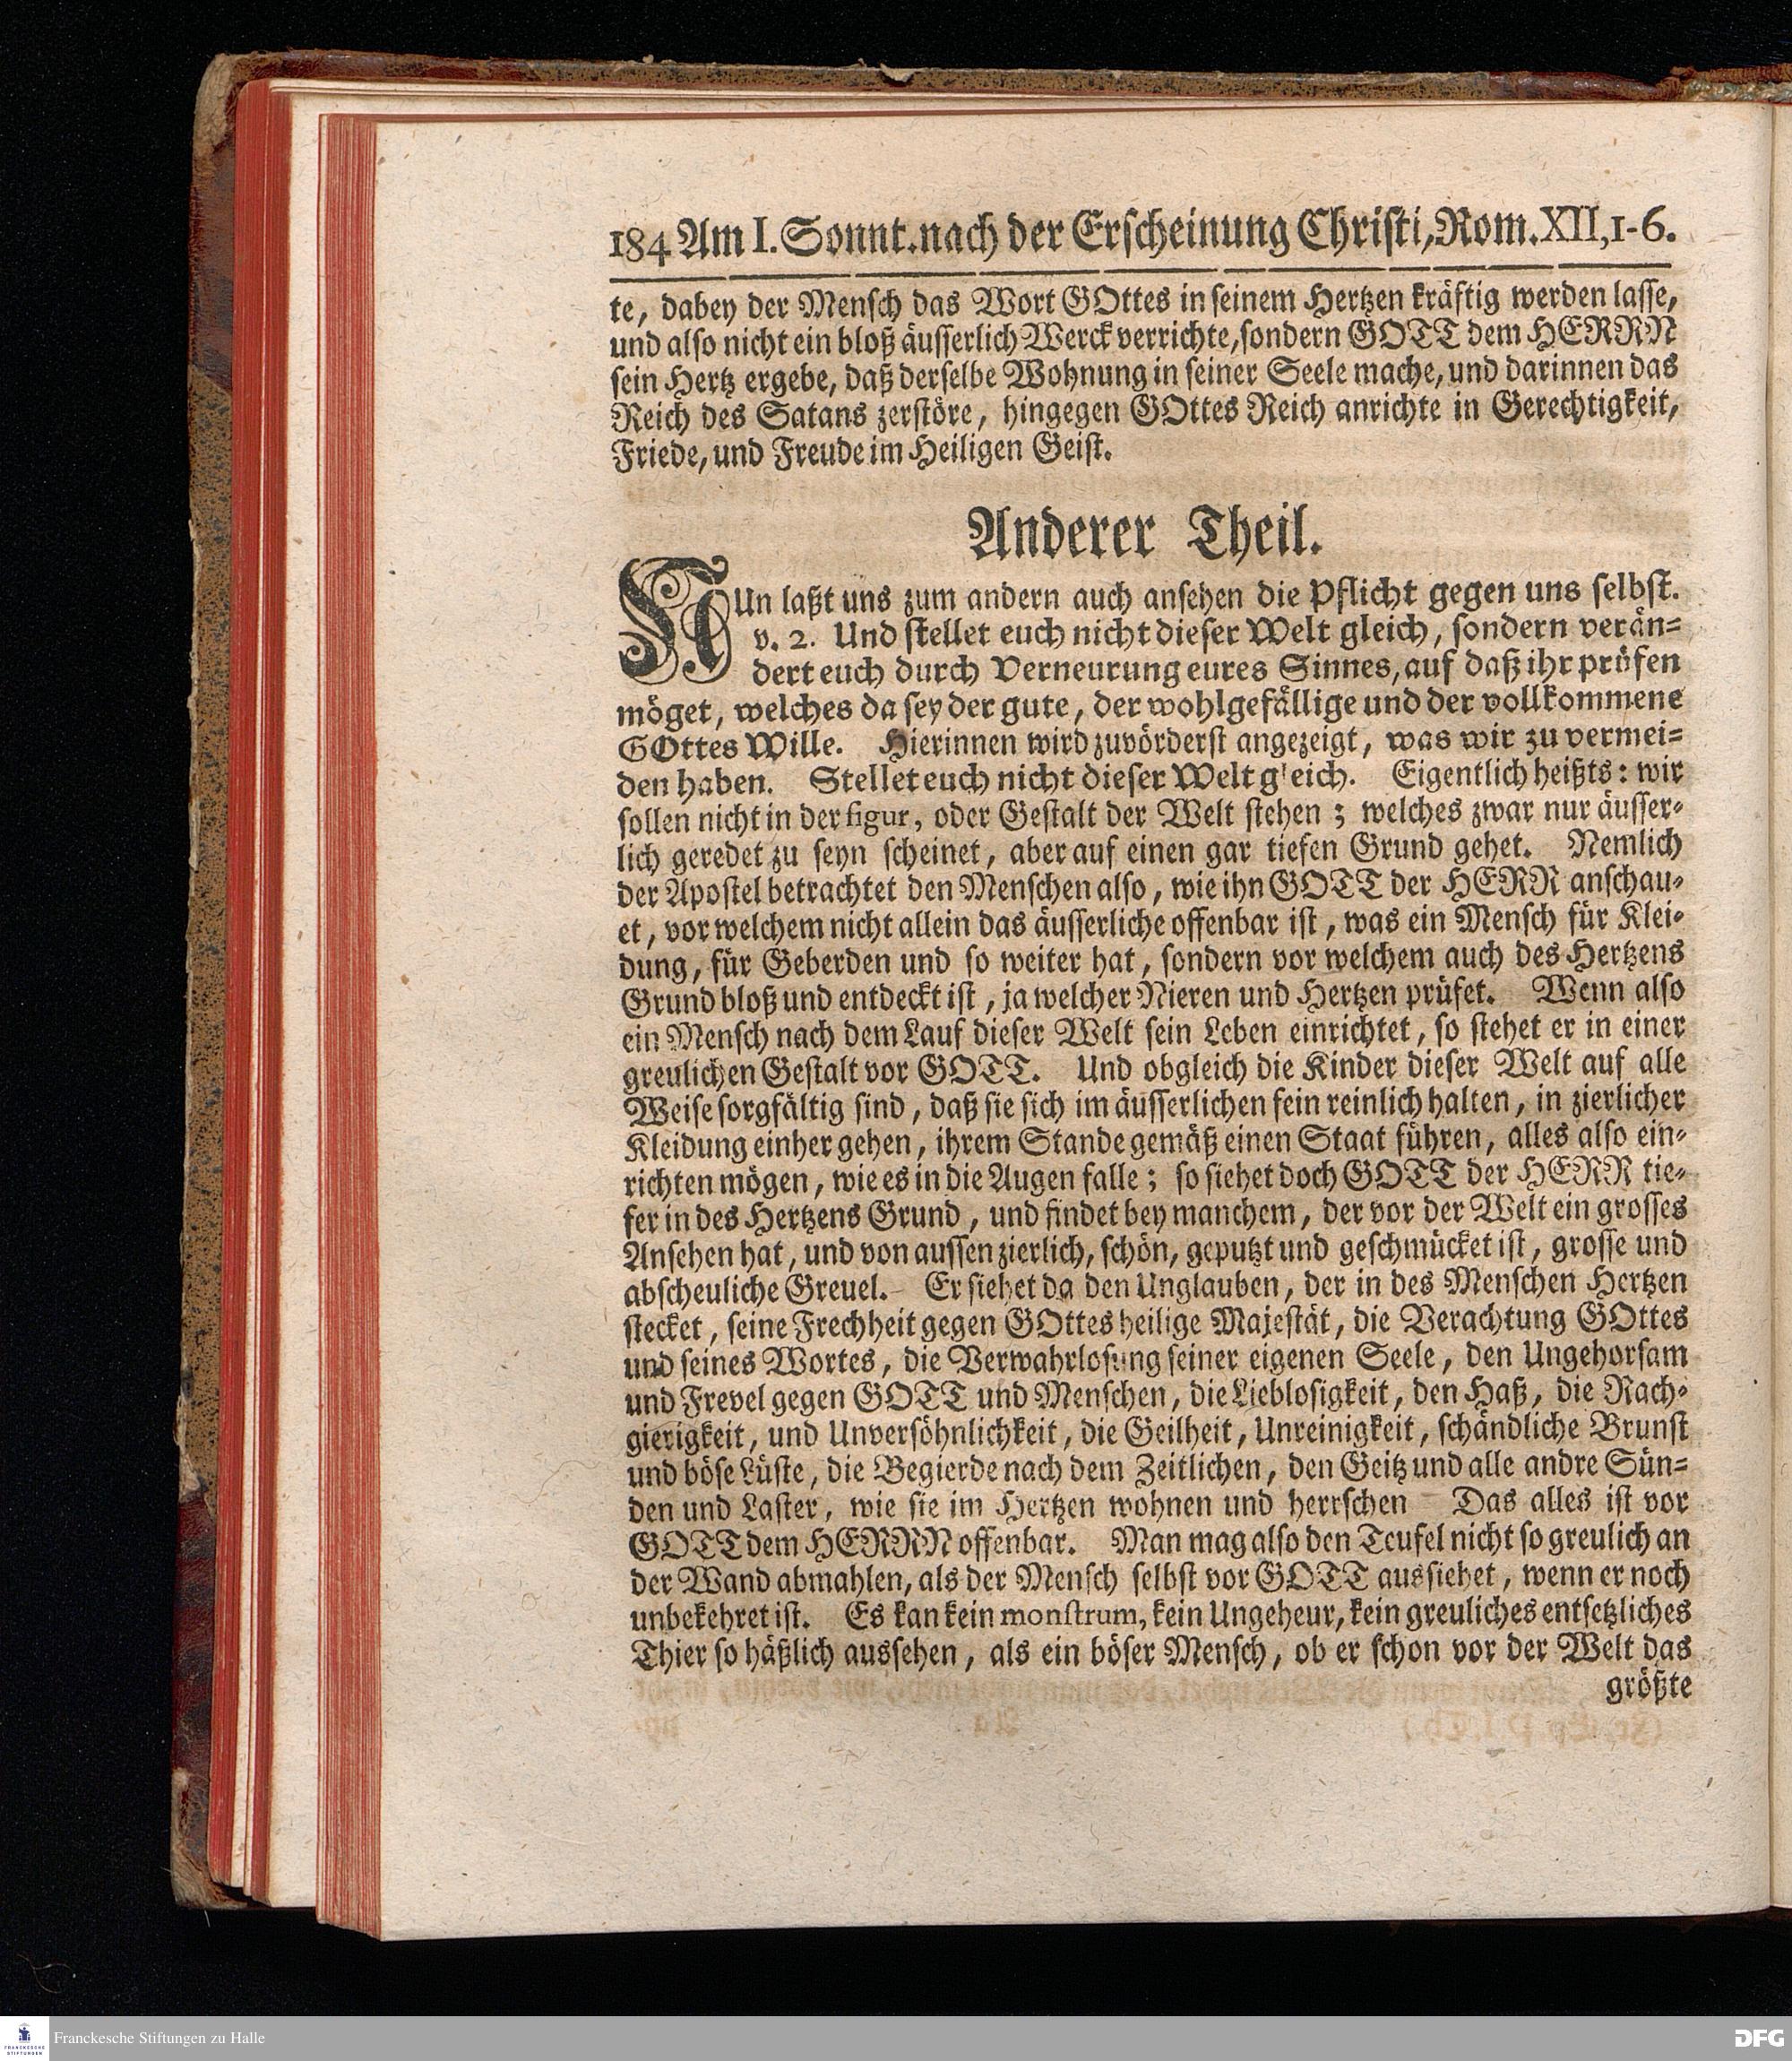 184 Am I. Sonnt. nach der Erscheinung Christi, Rom. XII, 1-6.
te, dabey der Mensch das Wort GOttes in seinem Hertzen kräftig werden lasse,
und also nicht ein bloß äusserlich Werck verrichte, sondern GOTT dem HERRN
sein Hertz ergebe, daß derselbe Wohnung in seiner Seele mache, und darinnen das
Reich des Satans zerstöre, hingegen GOttes Reich anrichte in Gerechtigkeit,
Friede, und Freude im Heiligen Geist.
Anderer Theil.
NUn laßt uns zum andern auch ansehen die Pflicht gegen uns selbst.
v. 2. Und stellet euch nicht dieser Welt gleich, sondern verän-
dert euch durch Verneurung eures Sinnes, auf daß ihr prüfen
möget, welches da sey der gute, der wohlgefällige und der vollkommene
GOttes Wille. Hierinnen wird zuvörderst angezeigt, was wir zu vermei-
den haben. Stellet euch nicht dieser Welt gleich. Eigentlich heißts: wir
sollen nicht in der figur, oder Gestalt der Welt stehen; welches zwar nur äusser-
lich geredet zu seyn scheinet, aber auf einen gar tiefen Grund gehet. Nemlich
der Apostel betrachtet den Menschen also, wie ihn GOTT der HERR anschau-
et, vor welchem nicht allein das äusserliche offenbar ist, was ein Mensch für Klei-
dung, für Geberden und so weiter hat, sondern vor welchem auch des Hertzens
Grund bloß und entdeckt ist, ja welcher Nieren und Hertzen prüfet. Wenn also
ein Mensch nach dem Lauf dieser Welt sein Leben einrichtet, so stehet er in einer
greulichen Gestalt vor GOTT. Und obgleich die Kinder dieser Welt auf alle
Weise sorgfältig sind, daß sie sich im äusserlichen fein reinlich halten, in zierlicher
Kleidung einher gehen, ihrem Stande gemäß einen Staat führen, alles also ein-
richten mögen, wie es in die Augen falle; so siehet doch GOTT der HERR tie-
fer in des Hertzens Grund, und findet bey manchem, der vor der Welt ein grosses
Ansehen hat, und von aussen zierlich, schön, geputzt und geschmücket ist, grosse und
abscheuliche Greuel. Er siehet da den Unglauben, der in des Menschen Hertzen
stecket, seine Frechheit gegen GOttes heilige Majestät, die Verachtung GOttes
und seines Wortes, die Verwahrlosung seiner eigenen Seele, den Ungehorsam
und Frevel gegen GOTT und Menschen, die Lieblosigkeit, den Haß, die Rach-
gierigkeit, und Unversöhnlichkeit, die Geilheit, Unreinigkeit, schändliche Brunst
und böse Lüste, die Begierde nach dem Zeitlichen, den Geitz und alle andre Sün-
den und Laster, wie sie im Hertzen wohnen und herrschen Das alles ist vor
GOTT dem HERRN offenbar. Man mag also den Teufel nicht so greulich an
der Wand abmahlen, als der Mensch selbst vor GOTT aussiehet, wenn er noch
unbekehret ist. Es kan kein monstrum, kein Ungeheur, kein greuliches entsetzliches
Thier so häßlich aussehen, als ein böser Mensch, ob er schon vor der Welt das
größte
FRANCKESCHE STIFTUNGEN
Franckesche Stiftungen zu Halle
DFG